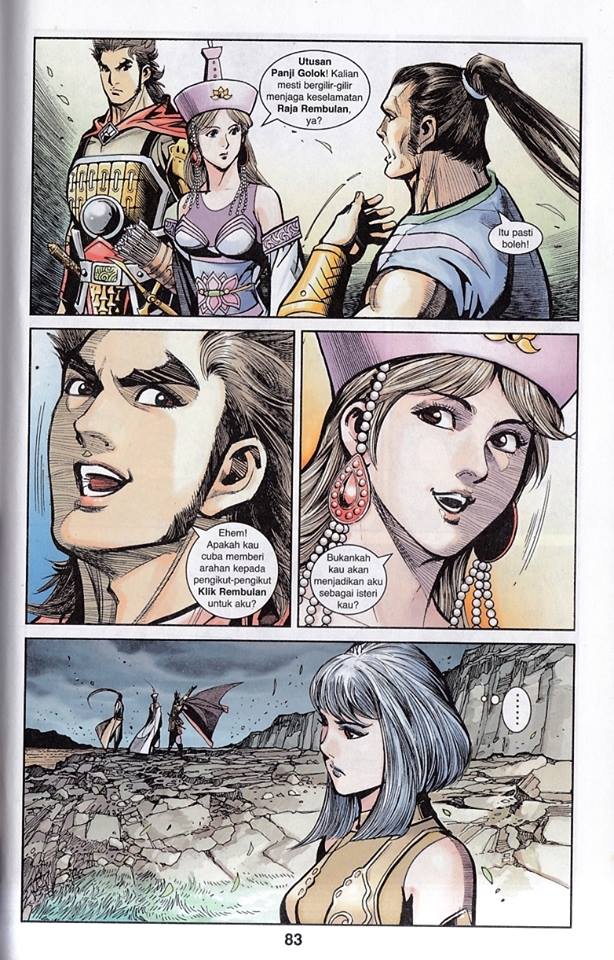 Utusan
Panji Golok! Kalian
mesti bergilir-gilir
menjaga keselamatan
Raja Rembulan,
ya?
Itu pasti
boleh!
Ehem!
Apakah kau
cuba memberi
arahan kepada
pengikut-pengikut
Klik Rembulan
untuk aku?
Bukankah
kau akan
menjadikan aku
sebagai isteri
kau?
......
83